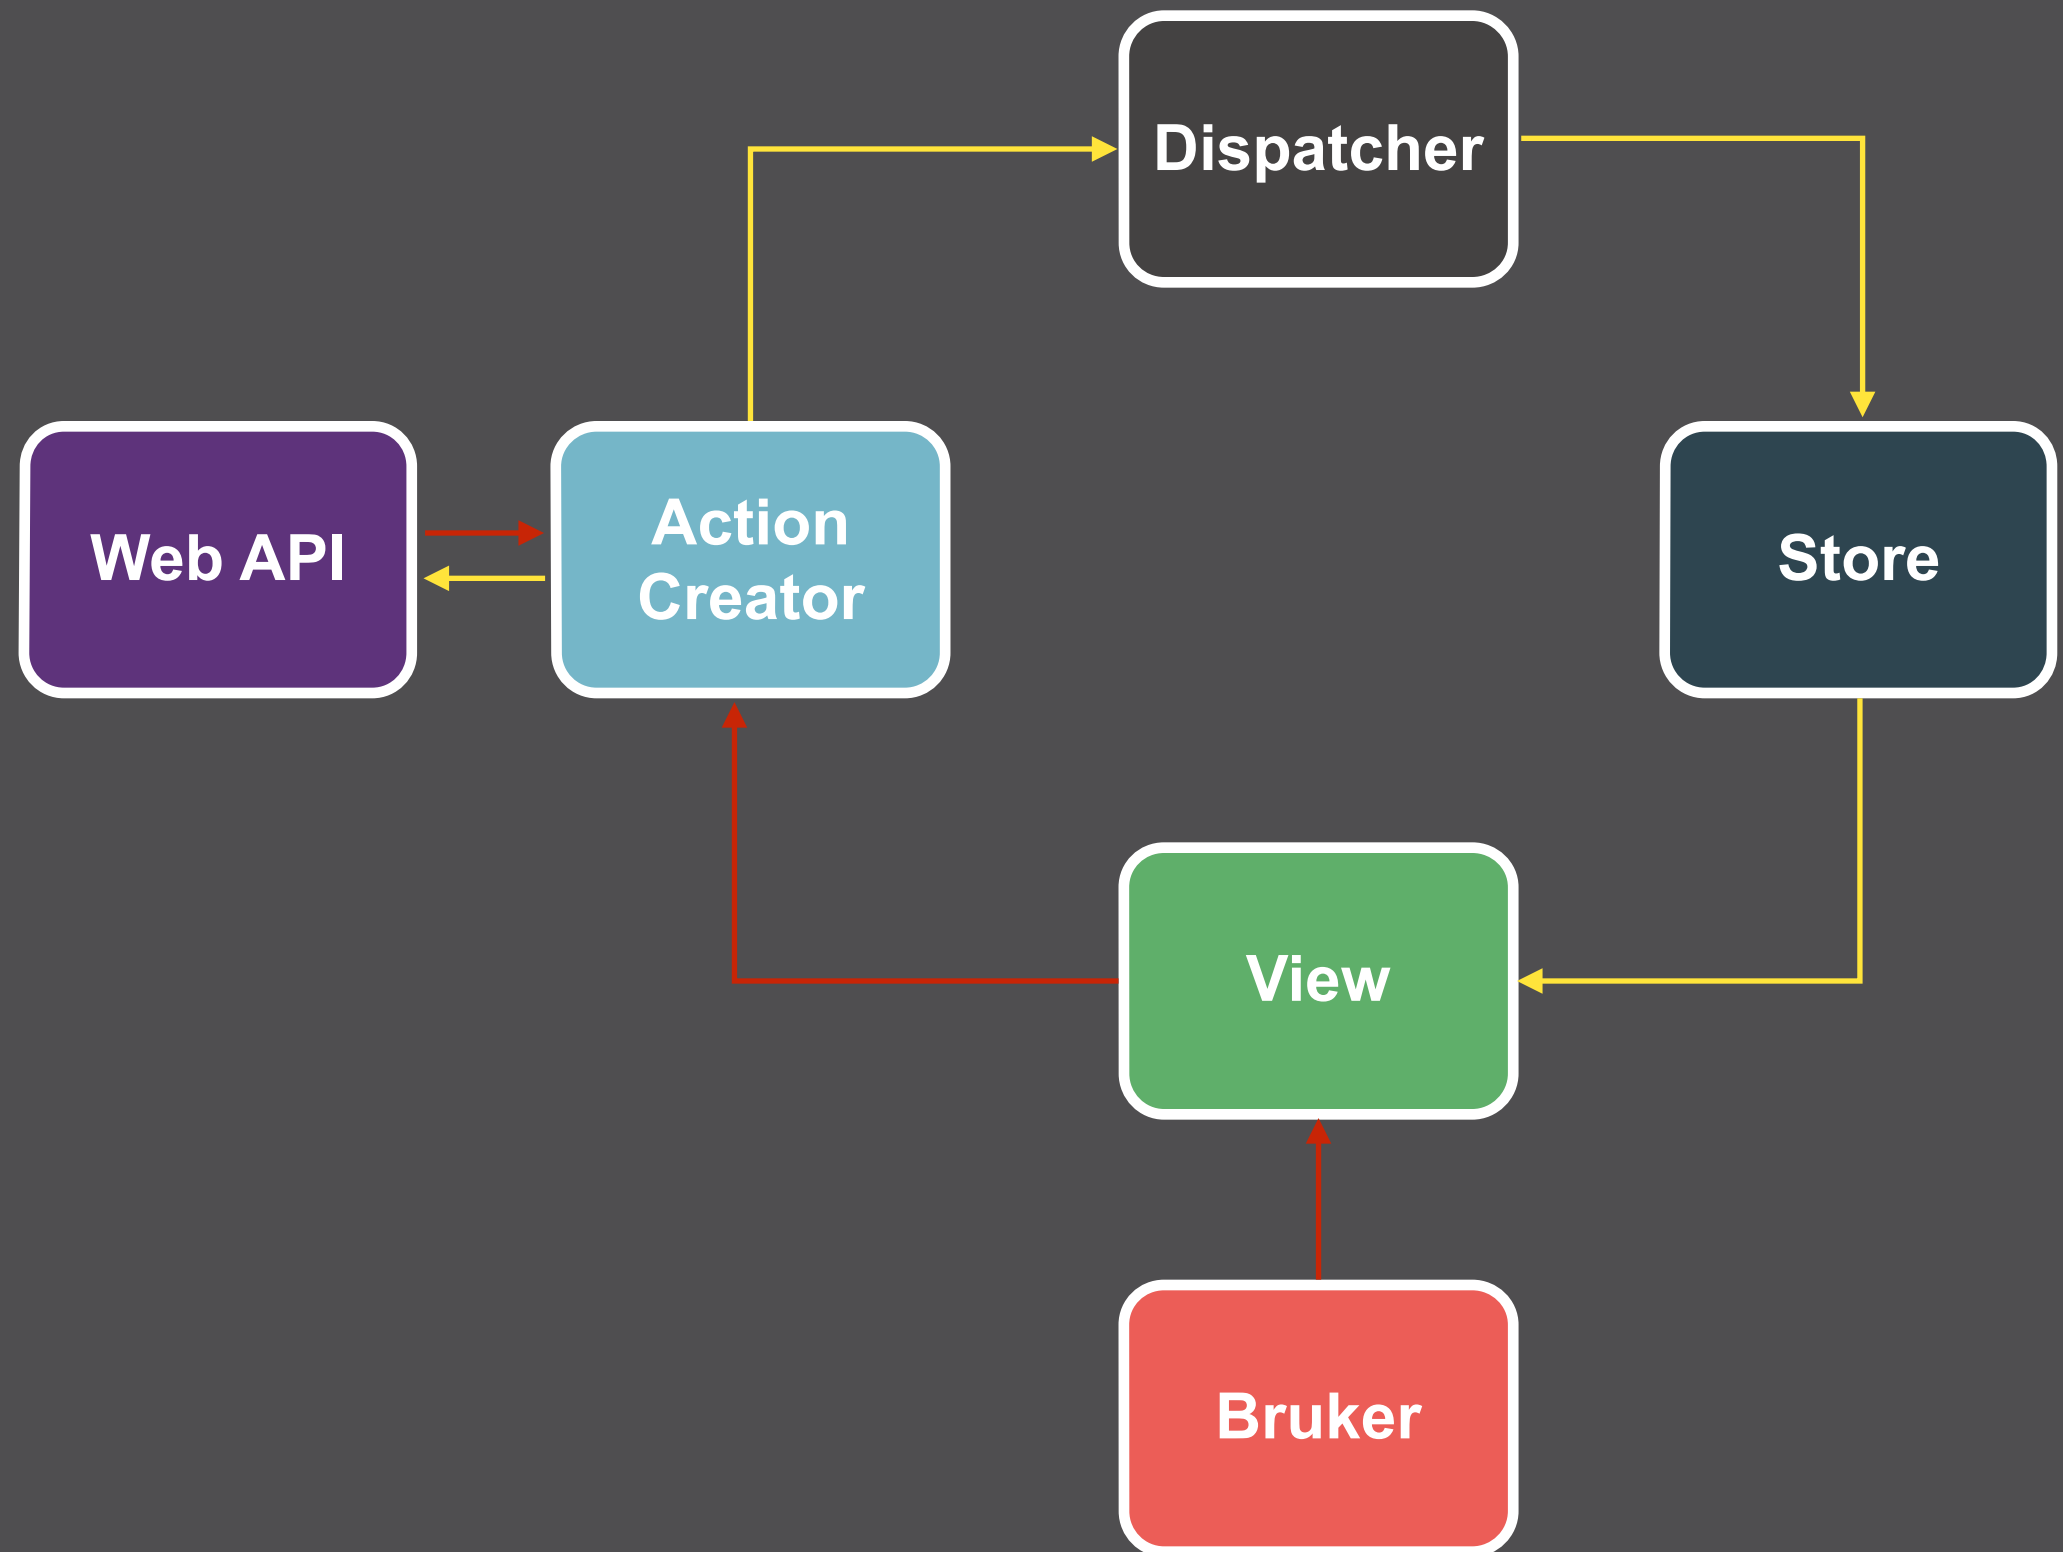 Dispatcher
Web API
Action
Creator
Store
View
Bruker